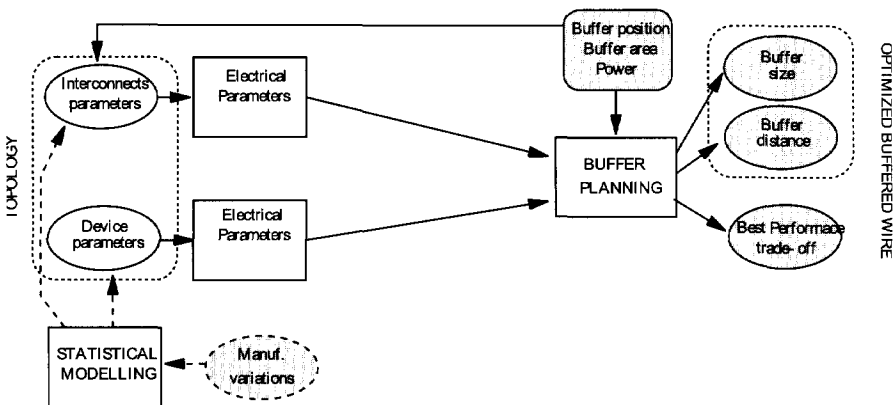 Buffer position
Buffer area
Power
Buffer
size
Buffer
distance
OPTIMIZED BUFFERED WIRE
Interconnects
parameters
Electrical
Parameters
TOPOLOGY
BUFFER
PLANNING
Device
parameters
Electrical
Parameters
Best Performace
trade- off
STATISTICAL
MODELLING
Manuf.
variations